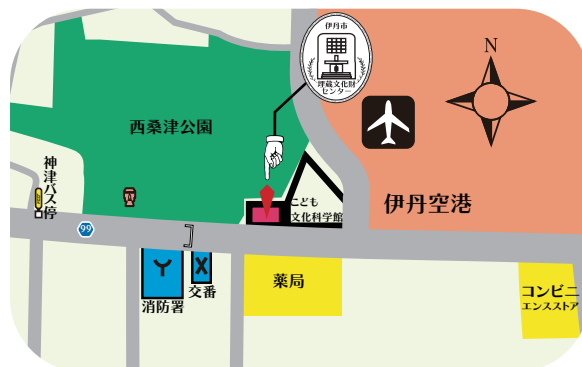 伊丹市
埋蔵文化財
センター
N
西桑津公園
神津バス停
こども
文化科学館
伊丹空港
99
消防署
交番
薬局
コンビニ
エンスストア